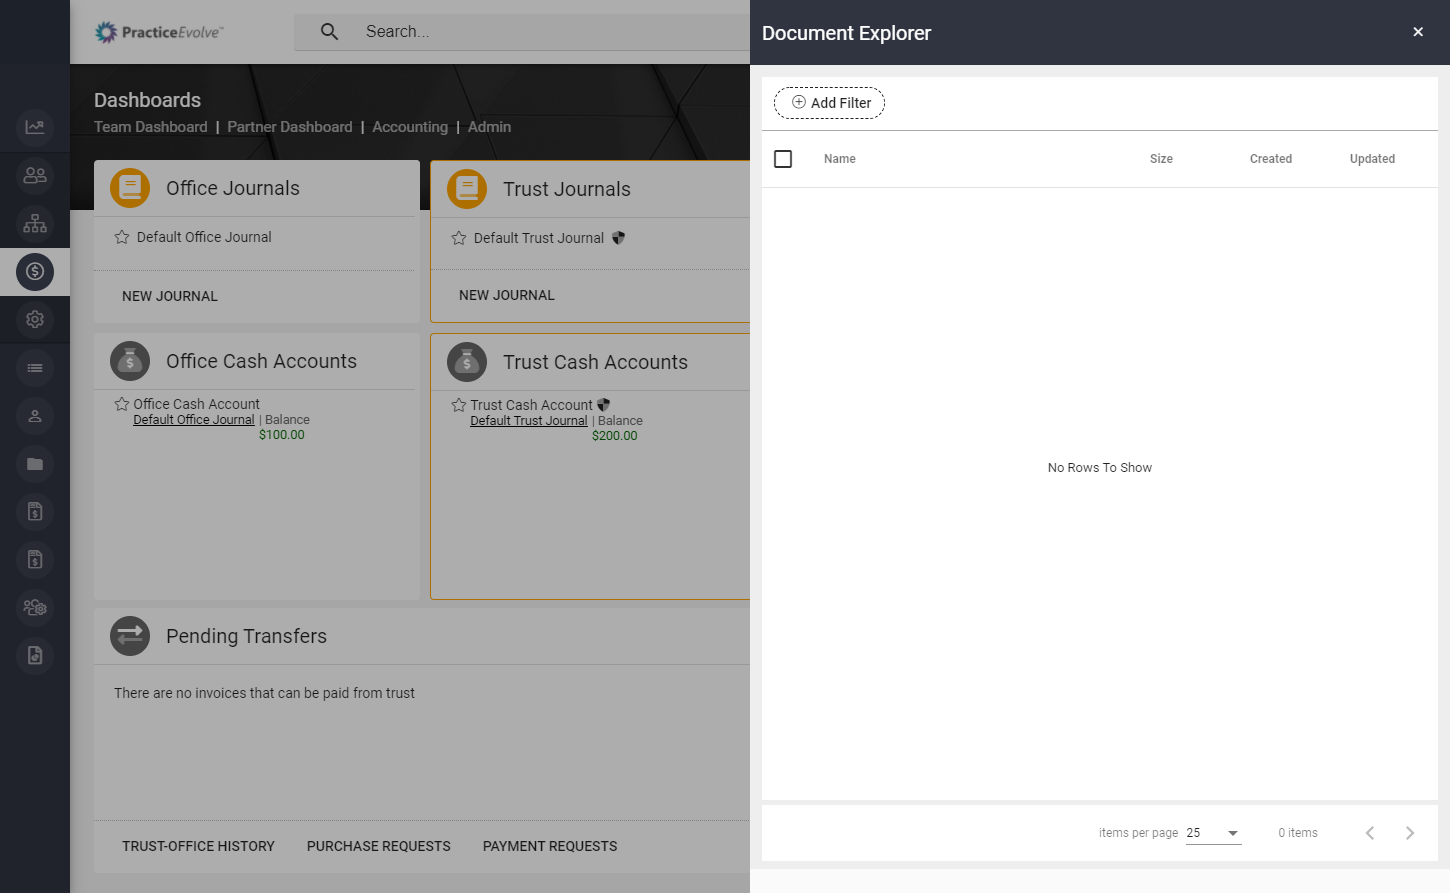 PracticeEvolve™
Search...
Dashboards
Team Dashboard | Partner Dashboard | Accounting | Admin
Office Journals
Default Office Journal
NEW JOURNAL
Trust Journals
Default Trust Journal
NEW JOURNAL
Office Cash Accounts
Office Cash Account
Default Office Journal | Balance
$100.00
Trust Cash Accounts
Trust Cash Account
Default Trust Journal | Balance
$200.00
Pending Transfers
There are no invoices that can be paid from trust
TRUST-OFFICE HISTORY PURCHASE REQUESTS PAYMENT REQUESTS
Document Explorer
Add Filter
Name Size Created Updated
No Rows To Show
items per page 25 0 items